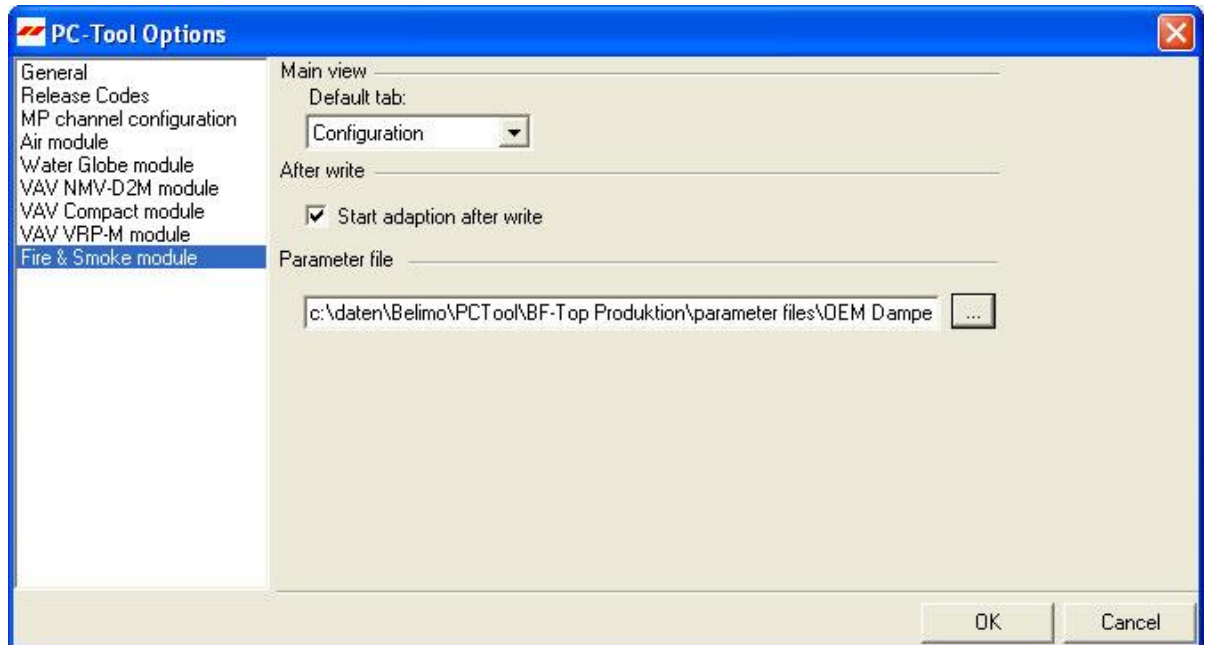 PC-Tool Options
General
Release Codes
MP channel configuration
Air module
Water Globe module
VAV NMV-D2M module
VAV Compact module
VAV VRP-M module
Fire & Smoke module
Main view
Default tab:
Configuration
After write
Start adaption after write
Parameter file
c:\daten\Belimo\PCTool\BF-Top Produktion\parameter files\OEM Dampe
...
OK
Cancel